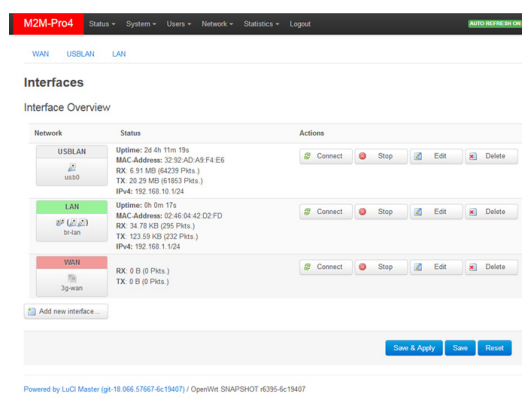 M2M-Pro4 Status System Users Network Statistics Logout AUTO REFRESH ON
WAN USBLAN LAN
Interfaces
Interface Overview
Network Status Actions
USBLAN
usb0
Uptime: 2d 4h 11m 19s
MAC-Address: 32:92:AD:A9:F4:E6
RX: 6.91 MB (64239 Pkts.)
TX: 20.29 MB (61853 Pkts.)
IPv4: 192.168.10.1/24
Connect Stop Edit Delete
LAN
br-lan
Uptime: 0h 0m 17s
MAC-Address: 02:46:04:42:D2:FD
RX: 34.78 KB (295 Pkts.)
TX: 123.59 KB (232 Pkts.)
IPv4: 192.168.1.1/24
Connect Stop Edit Delete
WAN
3g-wan
RX: 0 B (0 Pkts.)
TX: 0 B (0 Pkts.)
Connect Stop Edit Delete
Add new interface...
Save & Apply Save Reset
Powered by LuCI Master (git-18.066.57667-6c19407) / OpenWrt SNAPSHOT r6395-6c19407